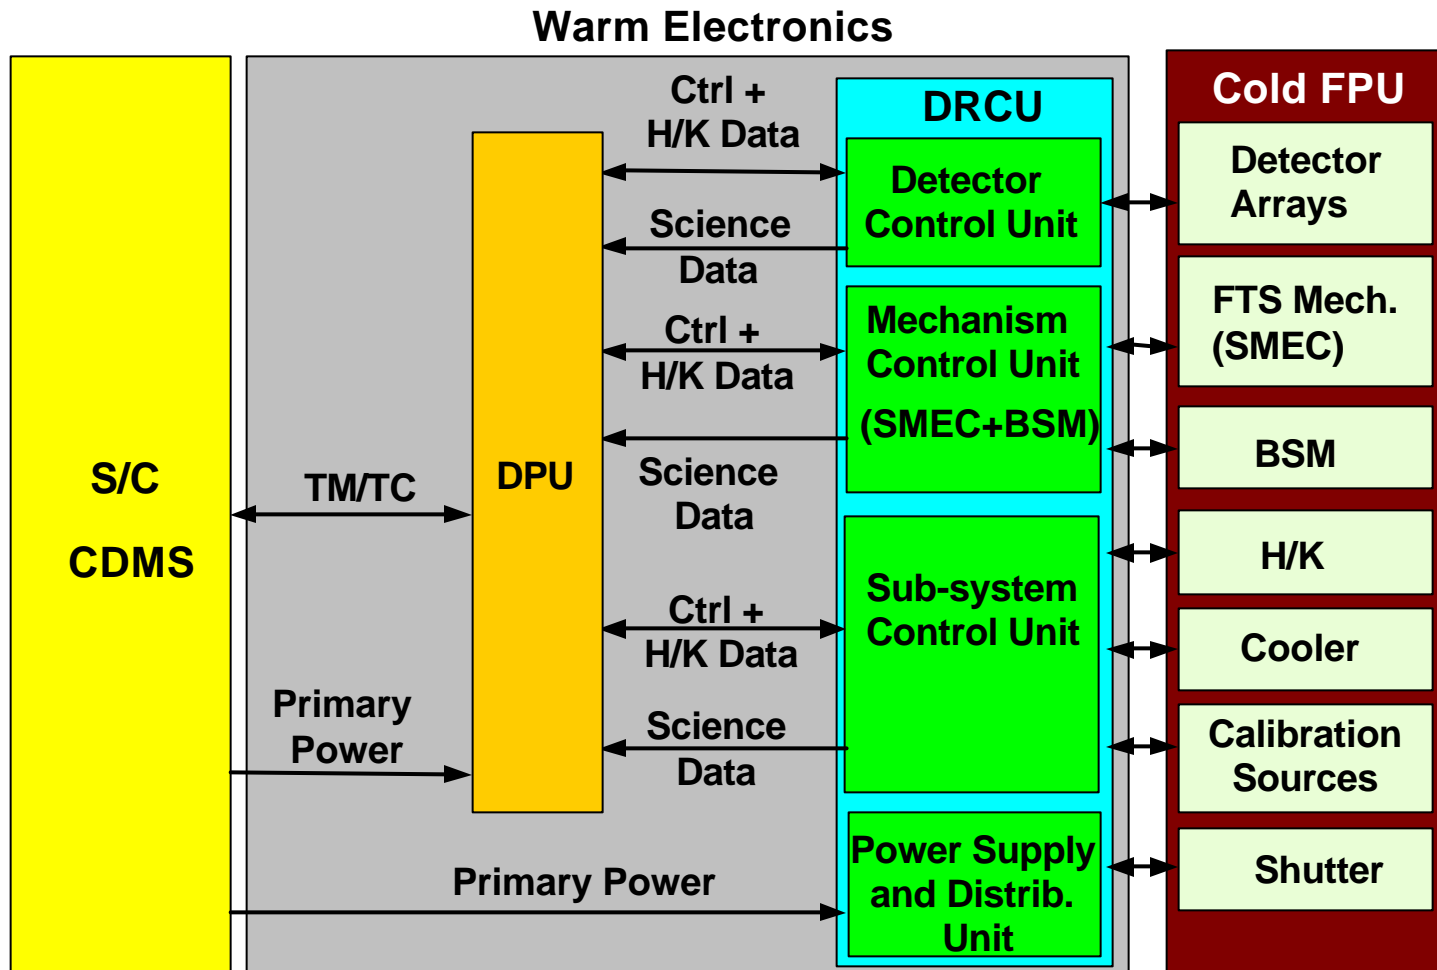 Warm Electronics
S/C
CDMS
TM/TC
Primary
Power
Primary Power
DPU
Ctrl +
H/K Data
Science
Data
Ctrl +
H/K Data
Science
Data
Ctrl +
H/K Data
Science
Data
DRCU
Detector
Control Unit
Mechanism
Control Unit
(SMEC+BSM)
Sub-system
Control Unit
Power Supply
and Distrib.
Unit
Cold FPU
Detector
Arrays
FTS Mech.
(SMEC)
BSM
H/K
Cooler
Calibration
Sources
Shutter